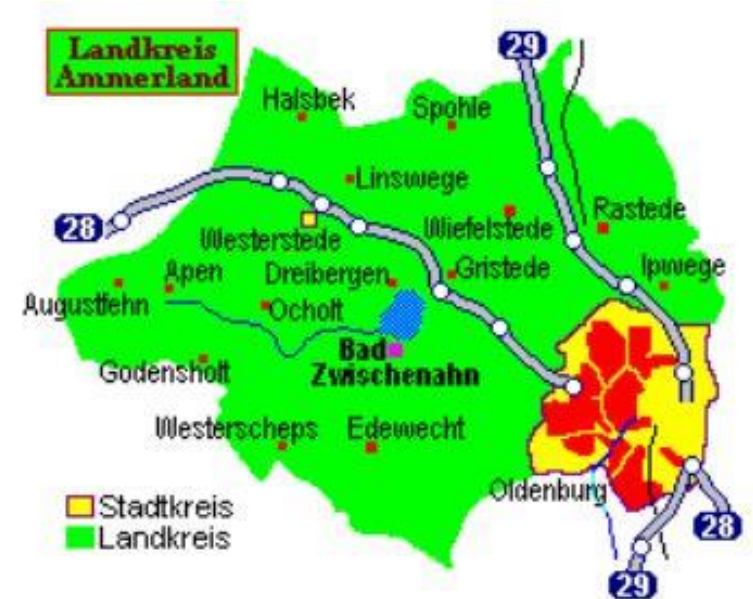 Landkreis
Ammerland
29
Halsbek
Spohle
Linswege
28
Westerstede
Wiefelstede
Rastede
Apen
Dreibergen
Gristede
Ipwege
Augustfehn
Ocholt
Bad
Zwischenahn
Godensholt
Westerscheps
Edewecht
Oldenburg
Stadtkreis
Landkreis
28
29